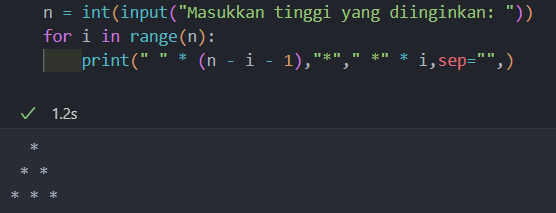 n = int(input("Masukkan tinggi yang diinginkan: "))
for i in range(n):
    print(" " * (n - i - 1),"*"," *" * i,sep="",)
✓ 1.2s
  *
 * *
* * *